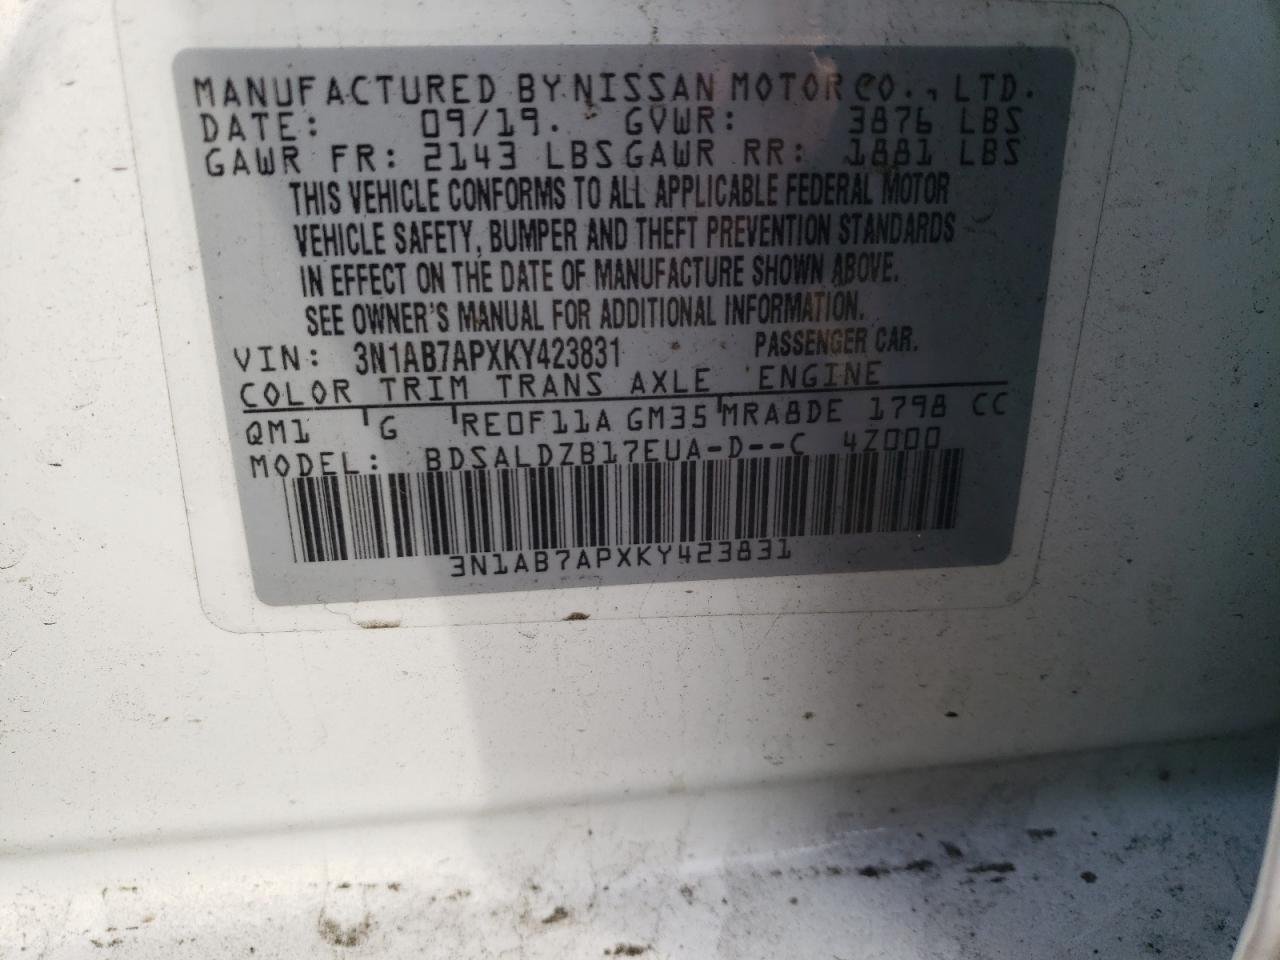 MANUFACTURED BY NISSAN MOTOR CO., LTD.
DATE: 09/19. GVWR: 3876 LBS
GAWR FR: 2143 LBS GAWR RR: 1881 LBS
THIS VEHICLE CONFORMS TO ALL APPLICABLE FEDERAL MOTOR
VEHICLE SAFETY, BUMPER AND THEFT PREVENTION STANDARDS
IN EFFECT ON THE DATE OF MANUFACTURE SHOWN ABOVE.
SEE OWNER'S MANUAL FOR ADDITIONAL INFORMATION.
VIN: 3N1AB7APXKY423831 PASSENGER CAR.
COLOR TRIM TRANS AXLE ENGINE
QM1 G RE0F11A GM35 MRA8DE 1798 CC
MODEL: BDSALDZB17EUA-D--C 4Z000
3N1AB7APXKY423831